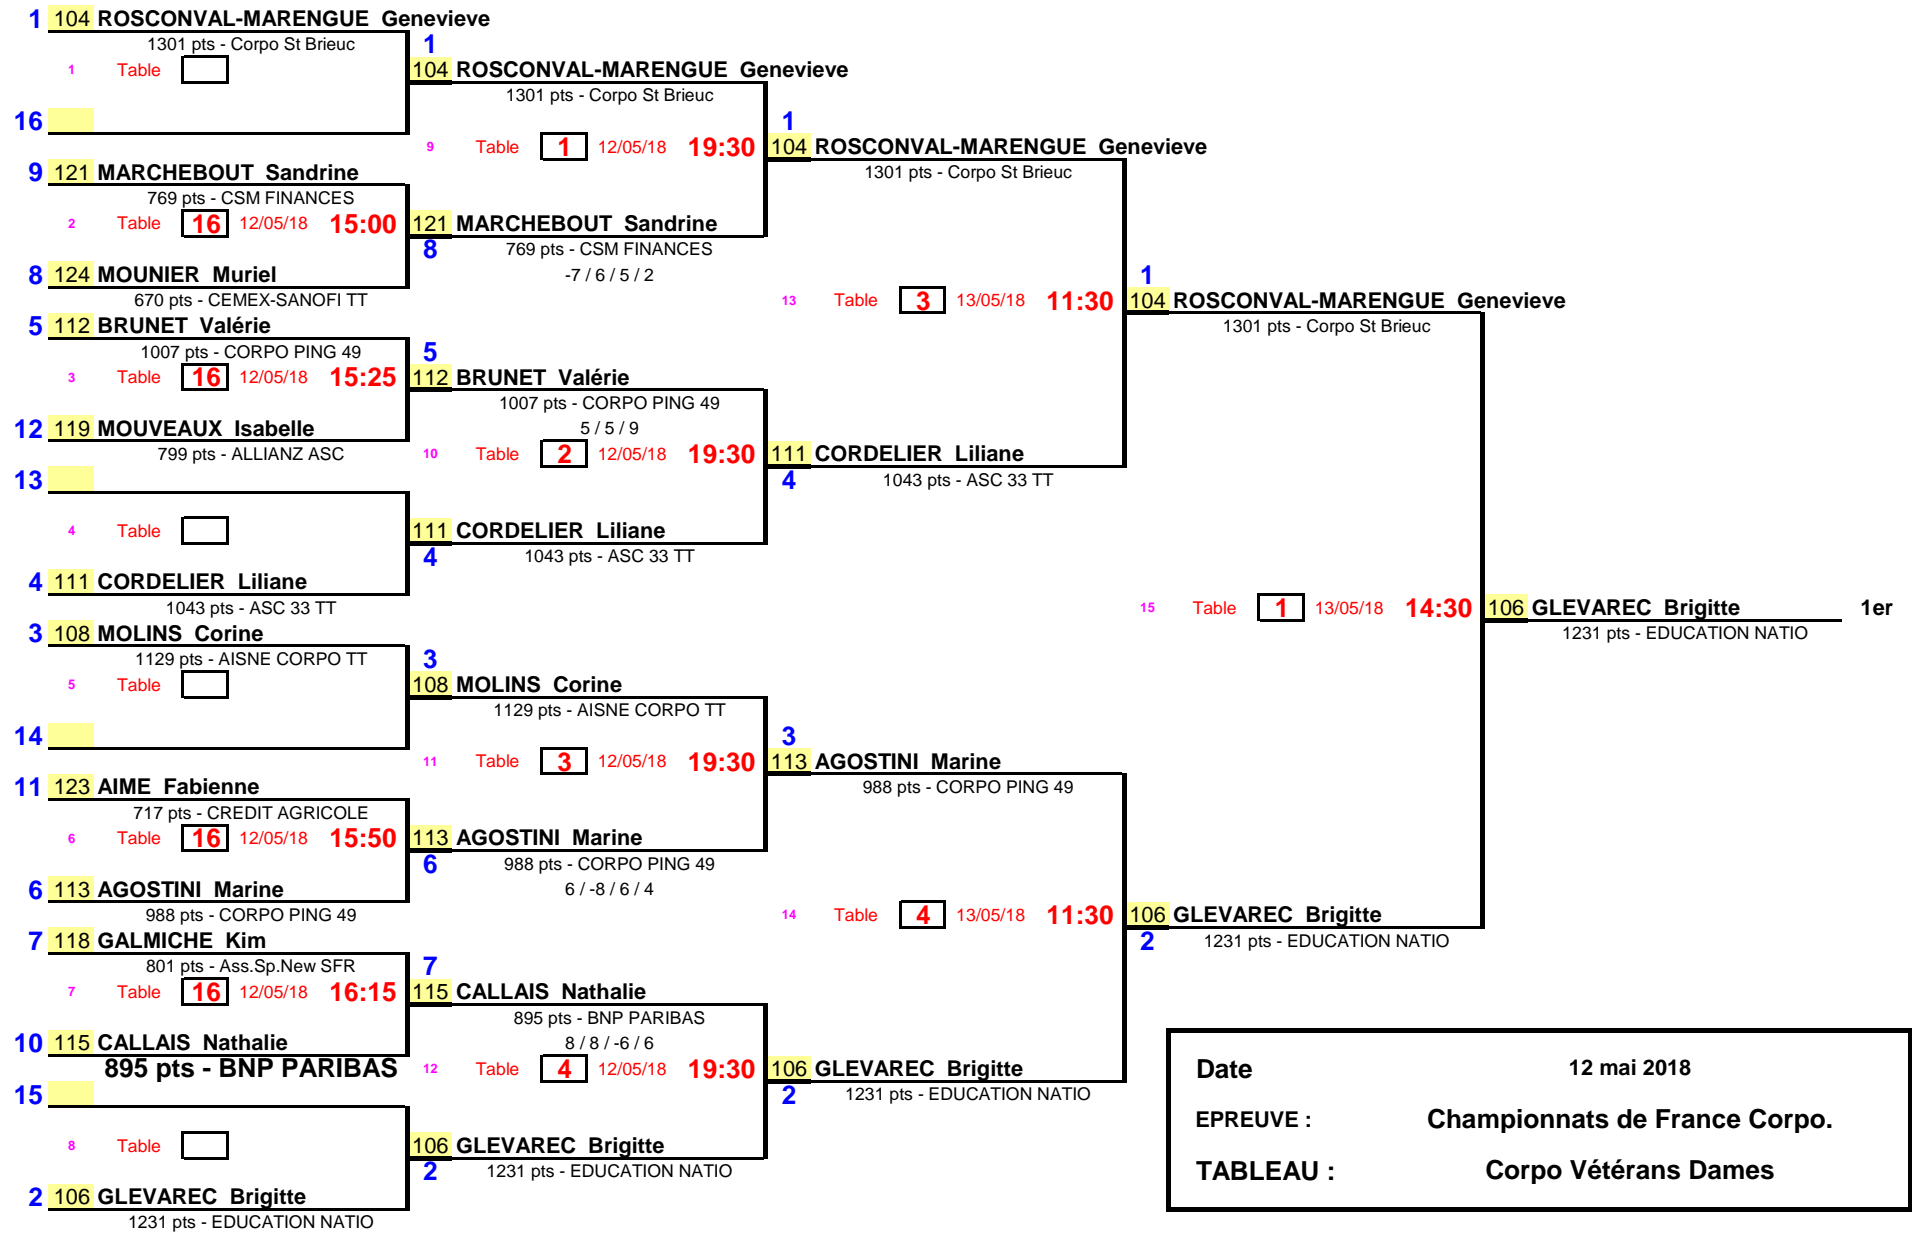 1 104 ROSCONVAL-MARENGUE Genevieve
1301 pts - Corpo St Brieuc
1 Table
16
9 121 MARCHEBOUT Sandrine
769 pts - CSM FINANCES
2 Table 16 12/05/18 15:00
8 124 MOUNIER Muriel
670 pts - CEMEX-SANOFI TT
5 112 BRUNET Valérie
1007 pts - CORPO PING 49
3 Table 16 12/05/18 15:25
12 119 MOUVEAUX Isabelle
799 pts - ALLIANZ ASC
13
4 Table
4 111 CORDELIER Liliane
1043 pts - ASC 33 TT
3 108 MOLINS Corine
1129 pts - AISNE CORPO TT
5 Table
14
11 123 AIME Fabienne
717 pts - CREDIT AGRICOLE
6 Table 16 12/05/18 15:50
6 113 AGOSTINI Marine
988 pts - CORPO PING 49
7 118 GALMICHE Kim
801 pts - Ass.Sp.New SFR
7 Table 16 12/05/18 16:15
10 115 CALLAIS Nathalie
895 pts - BNP PARIBAS
15
8 Table
2 106 GLEVAREC Brigitte
1231 pts - EDUCATION NATIO
1
104 ROSCONVAL-MARENGUE Genevieve
1301 pts - Corpo St Brieuc
9 Table 1 12/05/18 19:30
121 MARCHEBOUT Sandrine
8
769 pts - CSM FINANCES
-7 / 6 / 5 / 2
5
112 BRUNET Valérie
1007 pts - CORPO PING 49
5 / 5 / 9
10 Table 2 12/05/18 19:30
111 CORDELIER Liliane
4
1043 pts - ASC 33 TT
3
108 MOLINS Corine
1129 pts - AISNE CORPO TT
11 Table 3 12/05/18 19:30
113 AGOSTINI Marine
6
988 pts - CORPO PING 49
6 / -8 / 6 / 4
7
115 CALLAIS Nathalie
895 pts - BNP PARIBAS
8 / 8 / -6 / 6
12 Table 4 12/05/18 19:30
106 GLEVAREC Brigitte
2
1231 pts - EDUCATION NATIO
1
104 ROSCONVAL-MARENGUE Genevieve
1301 pts - Corpo St Brieuc
13 Table 3 13/05/18 11:30
111 CORDELIER Liliane
4
1043 pts - ASC 33 TT
3
113 AGOSTINI Marine
988 pts - CORPO PING 49
14 Table 4 13/05/18 11:30
106 GLEVAREC Brigitte
2
1231 pts - EDUCATION NATIO
1
104 ROSCONVAL-MARENGUE Genevieve
1301 pts - Corpo St Brieuc
15 Table 1 13/05/18 14:30
106 GLEVAREC Brigitte
2
1231 pts - EDUCATION NATIO
106 GLEVAREC Brigitte 1er
1231 pts - EDUCATION NATIO
Date 12 mai 2018
EPREUVE : Championnats de France Corpo.
TABLEAU : Corpo Vétérans Dames